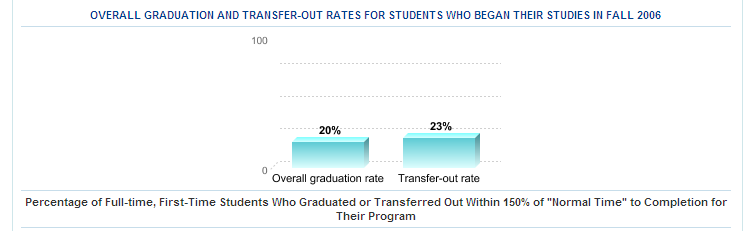 OVERALL GRADUATION AND TRANSFER-OUT RATES FOR STUDENTS WHO BEGAN THEIR STUDIES IN FALL 2006
100
20%
23%
0
Overall graduation rate
Transfer-out rate
Percentage of Full-time, First-Time Students Who Graduated or Transferred Out Within 150% of "Normal Time" to Completion for
Their Program